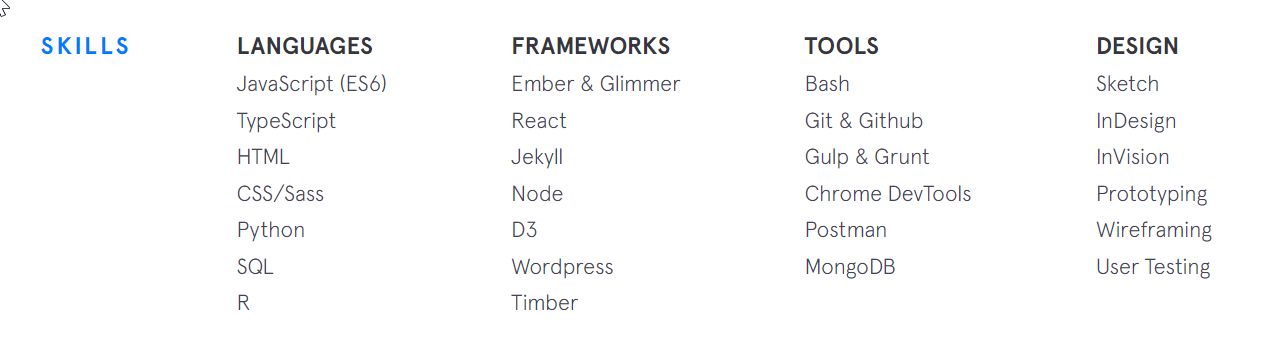 SKILLS
LANGUAGES
JavaScript (ES6)
TypeScript
HTML
CSS/Sass
Python
SQL
R
FRAMEWORKS
Ember & Glimmer
React
Jekyll
Node
D3
Wordpress
Timber
TOOLS
Bash
Git & Github
Gulp & Grunt
Chrome DevTools
Postman
MongoDB
DESIGN
Sketch
InDesign
InVision
Prototyping
Wireframing
User Testing